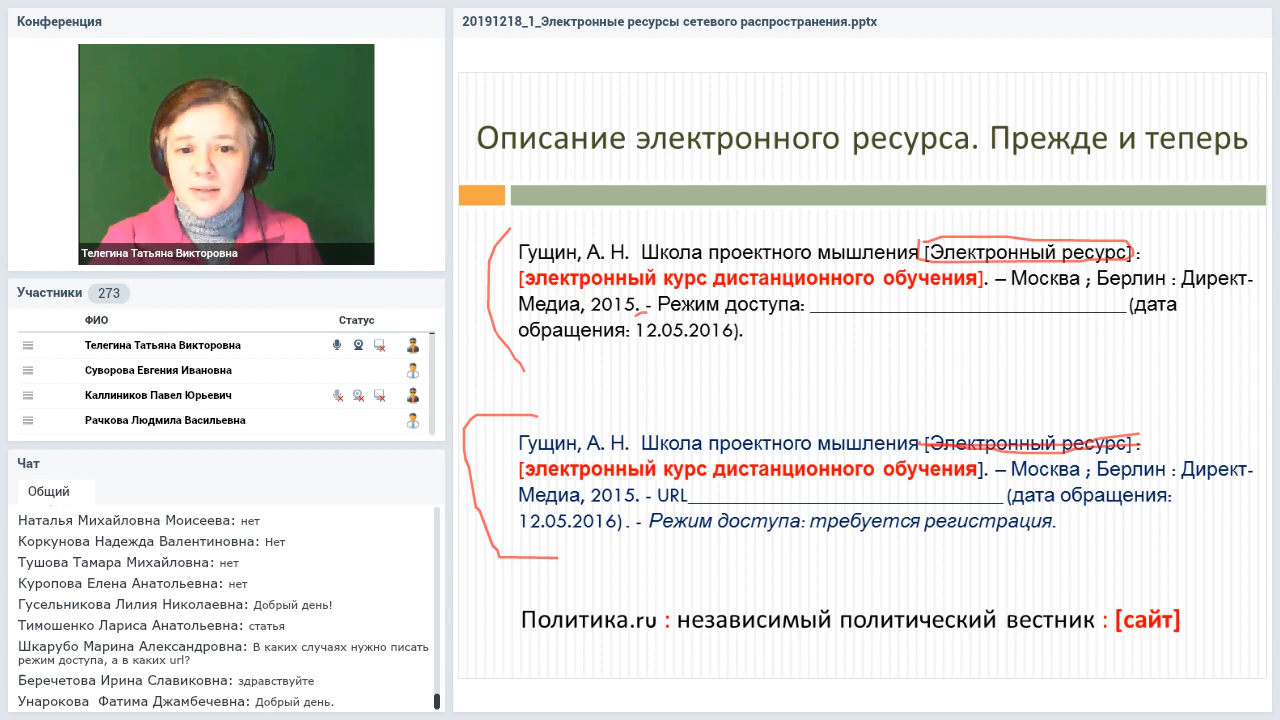 Конференция
Телегина Татьяна Викторовна
Участники 273
ФИО Статус
Телегина Татьяна Викторовна
Суворова Евгения Ивановна
Каллиников Павел Юрьевич
Рачкова Людмила Васильевна
Чат
Общий
Наталья Михайловна Моисеева: нет
Коркунова Надежда Валентиновна: Нет
Тушова Тамара Михайловна: нет
Куропова Елена Анатольевна: нет
Гусельникова Лилия Николаевна: Добрый день!
Тимошенко Лариса Анатольевна: статья
Шкарубо Марина Александровна: В каких случаях нужно писать
режим доступа, а в каких url?
Беречетова Ирина Славиковна: здравствуйте
Унарокова Фатима Джамбечевна: Добрый день.
20191218_1_Электронные ресурсы сетевого распространения.pptx
Описание электронного ресурса. Прежде и теперь
Гущин, А. Н. Школа проектного мышления [Электронный ресурс] :
[электронный курс дистанционного обучения]. – Москва ; Берлин : Директ-
Медиа, 2015. - Режим доступа: ____________________________ (дата
обращения: 12.05.2016).
Гущин, А. Н. Школа проектного мышления [Электронный ресурс] :
[электронный курс дистанционного обучения]. – Москва ; Берлин : Директ-
Медиа, 2015. - URL____________________________ (дата обращения:
12.05.2016) . - Режим доступа: требуется регистрация.
Политика.ru : независимый политический вестник : [сайт]